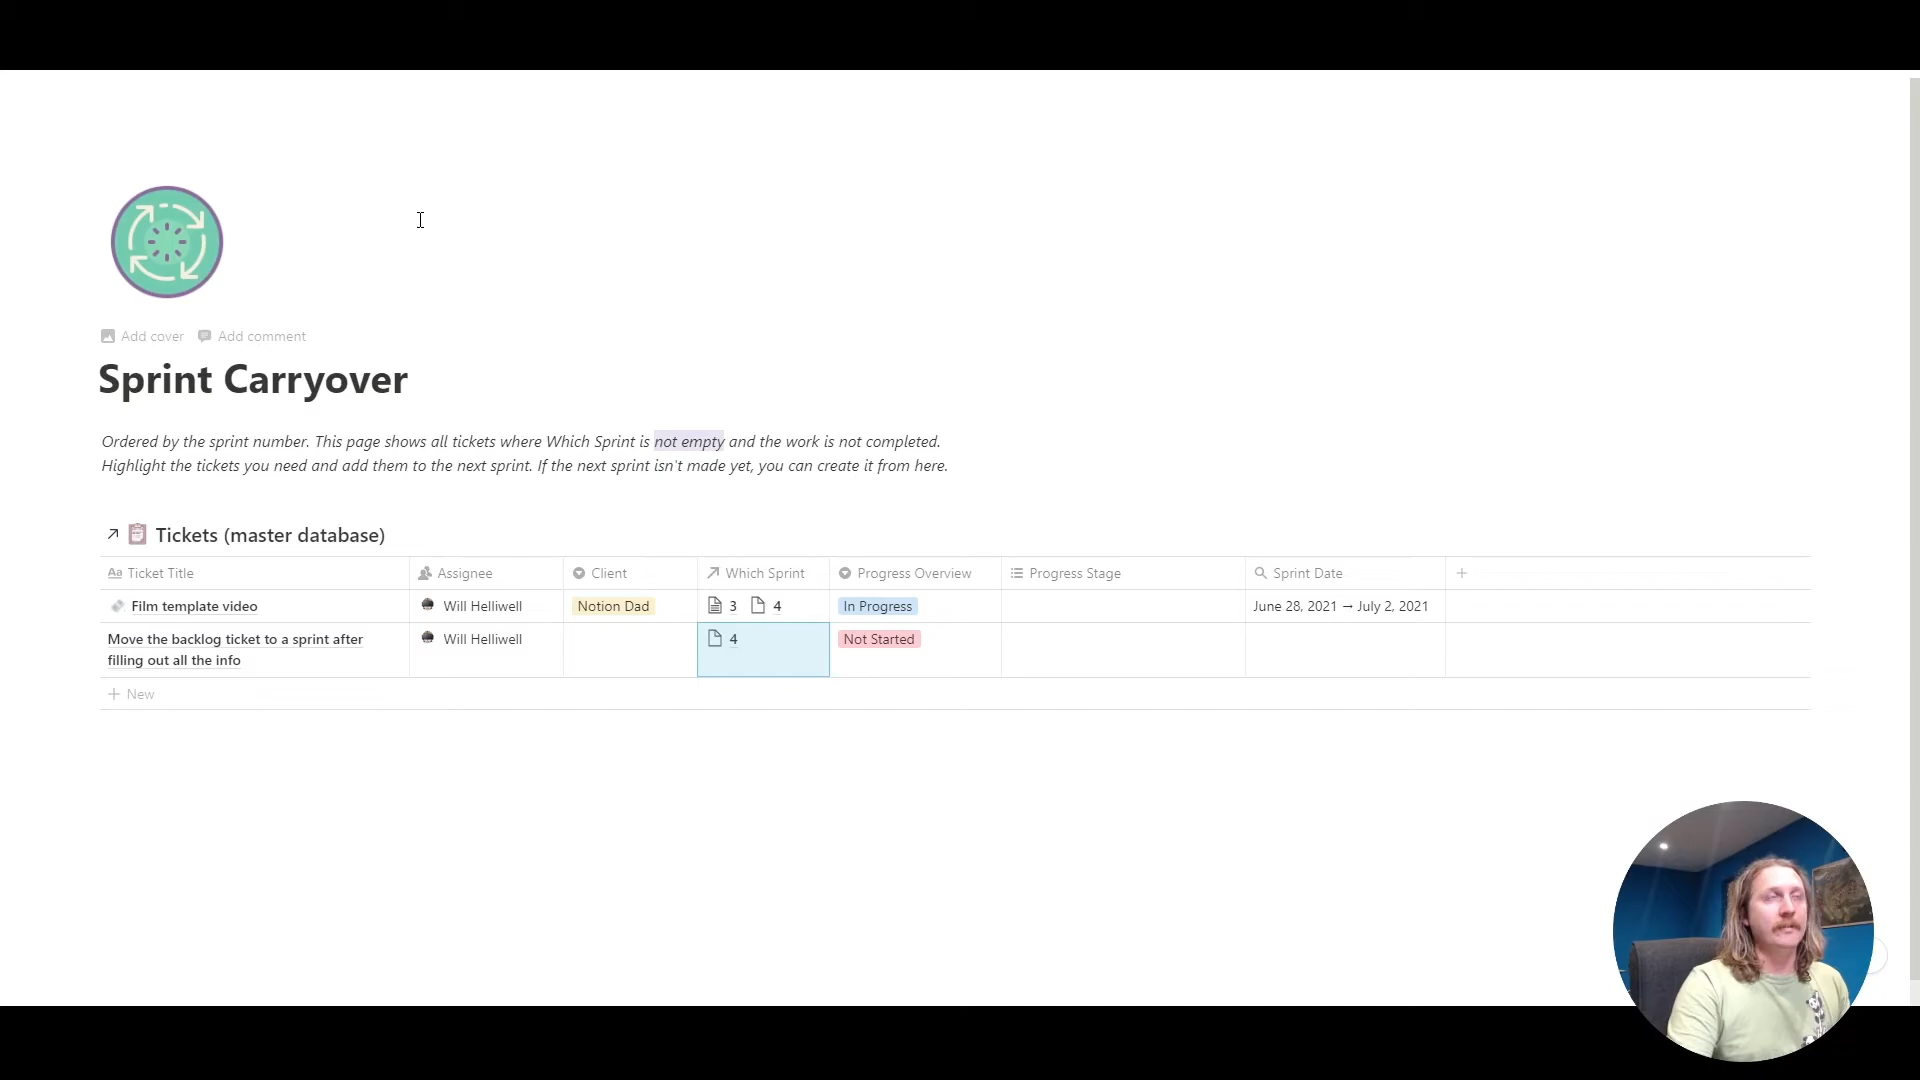 Add cover Add comment
Sprint Carryover
Ordered by the sprint number. This page shows all tickets where Which Sprint is not empty and the work is not completed.
Highlight the tickets you need and add them to the next sprint. If the next sprint isn't made yet, you can create it from here.
Tickets (master database)
Aa Ticket Title Assignee Client Which Sprint Progress Overview Progress Stage Sprint Date
Film template video Will Helliwell Notion Dad 3 4 In Progress June 28, 2021 → July 2, 2021
Move the backlog ticket to a sprint after Will Helliwell 4 Not Started
filling out all the info
+ New